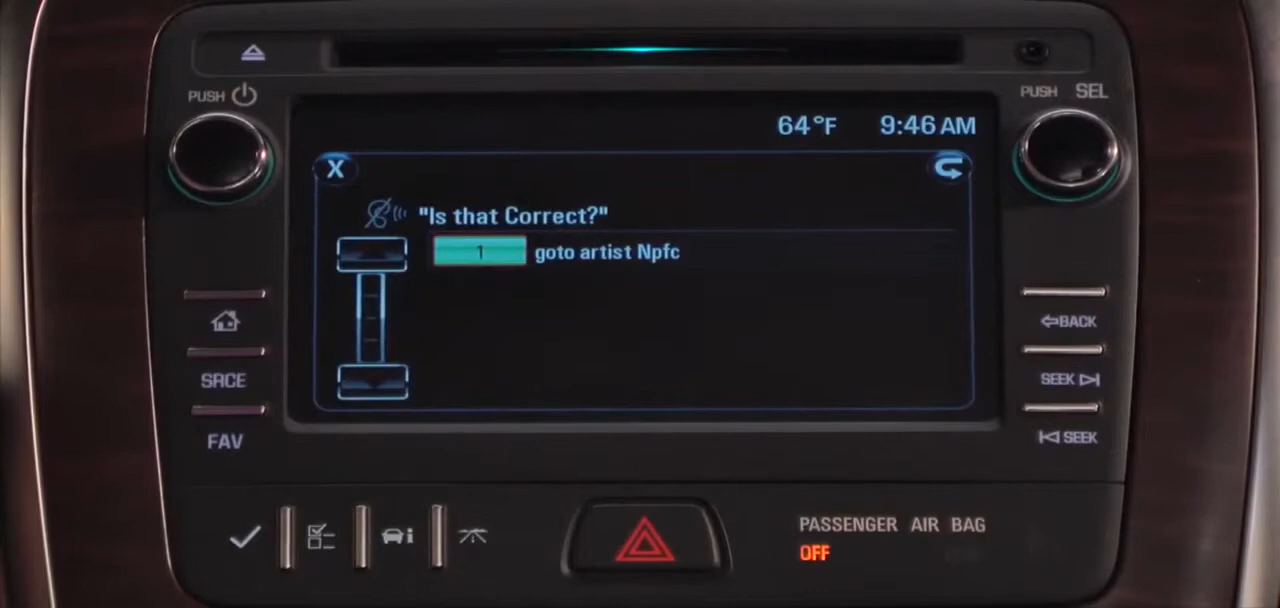 PUSH
PUSH SEL
64°F 9:46 AM
X
"Is that Correct?"
1 goto artist Npfc
BACK
SRCE
SEEK
FAV
SEEK
PASSENGER AIR BAG
OFF